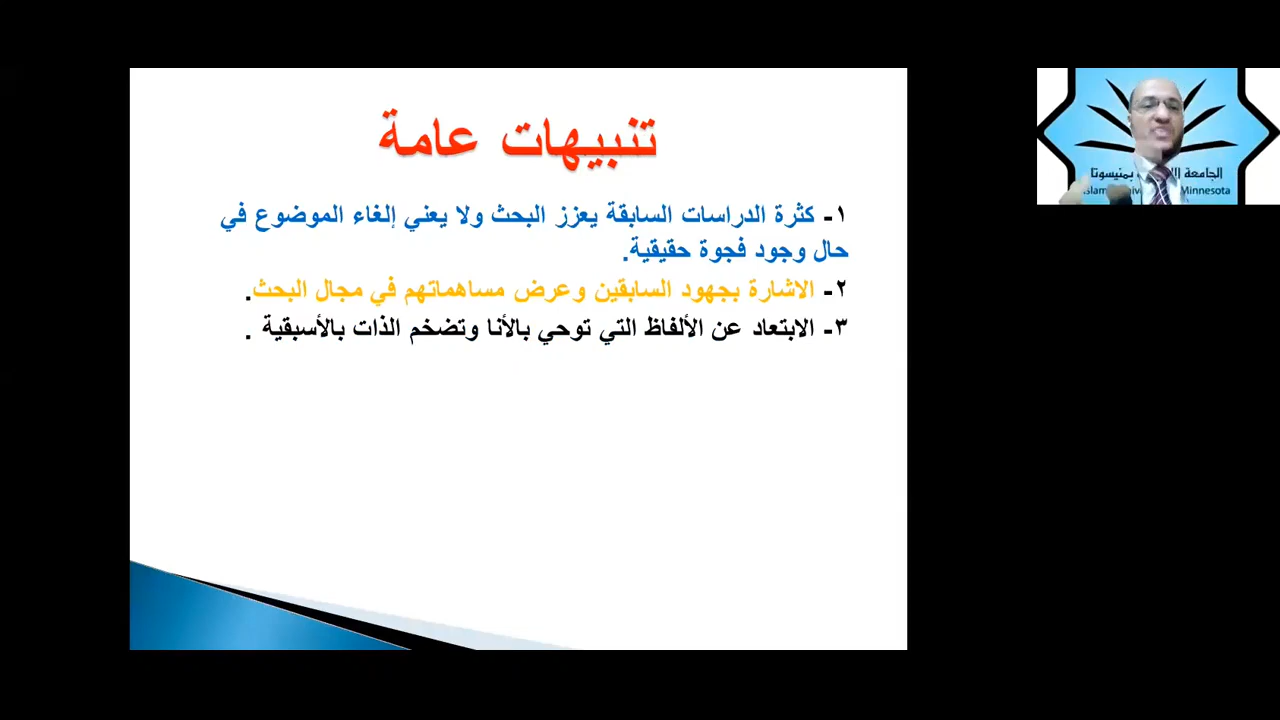 تنبيهات عامة
١- كثرة الدراسات السابقة يعزز البحث ولا يعني إلغاء الموضوع في
حال وجود فجوة حقيقية.
٢- الاشارة بجهود السابقين وعرض مساهماتهم في مجال البحث.
٣- الابتعاد عن الألفاظ التي توحي بالأنا وتضخم الذات بالأسبقية .
الجامعة بمنيسوتا
Minnesota